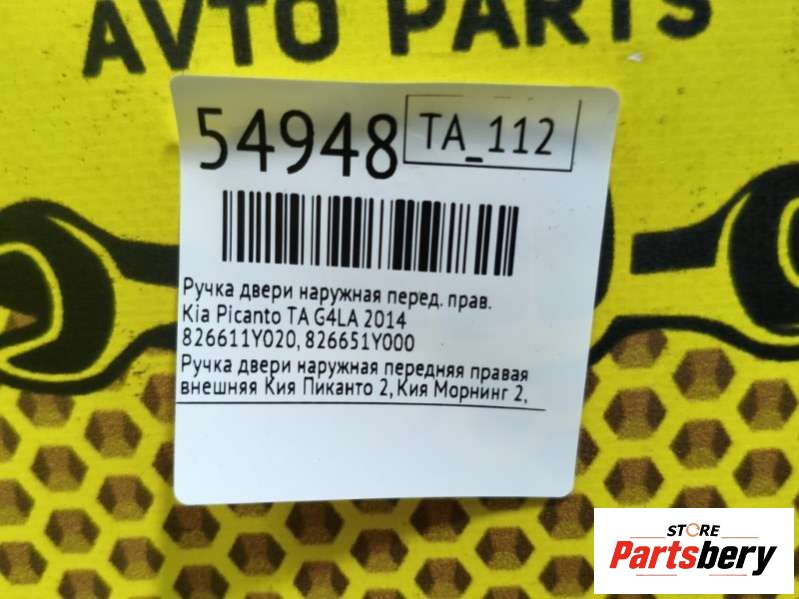 AVTO PARTS
54948 TA_112
Ручка двери наружная перед. прав.
Kia Picanto TA G4LA 2014
826611Y020, 826651Y000
Ручка двери наружная передняя правая
внешняя Кия Пиканто 2, Кия Морнинг 2,
STORE
Partsbery